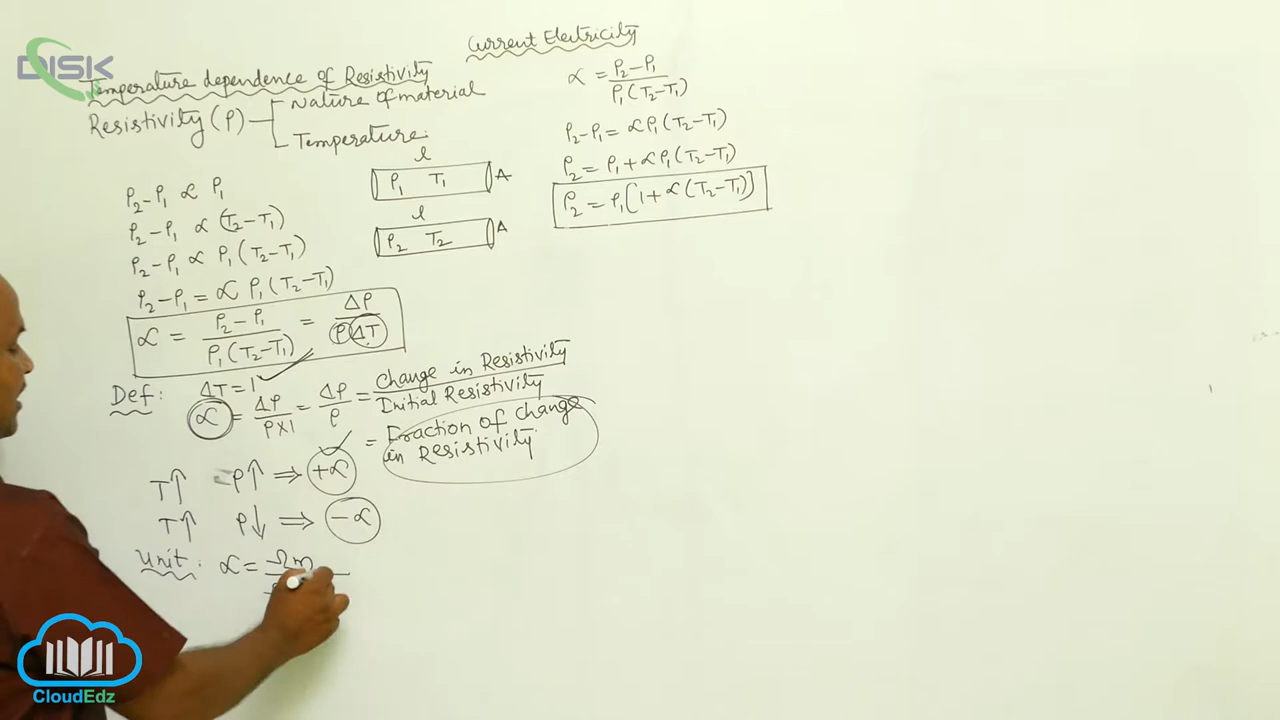 Current Electricity
DISK
Temperature dependence of Resistivity
Resistivity (ρ)
Nature of material
Temperature
ρ₂-ρ₁ ∝ ρ₁
ρ₂-ρ₁ ∝ (T₂-T₁)
ρ₂-ρ₁ ∝ ρ₁(T₂-T₁)
ρ₂-ρ₁ = ∝ ρ₁(T₂-T₁)
∝ = ρ₂-ρ₁ / ρ₁(T₂-T₁) = Δρ / ρΔT
l
ρ₁ T₁ A
l
ρ₂ T₂ A
Def: ΔT=1
∝ = Δρ / ρ×1 = Δρ / ρ = Change in Resistivity / Initial Resistivity
= Fraction of change
in Resistivity
T↑ ρ↑ ⇒ +∝
T↑ ρ↓ ⇒ -∝
Unit: ∝ = Ωm
∝ = ρ₂-ρ₁ / ρ₁(T₂-T₁)
ρ₂-ρ₁ = ∝ρ₁(T₂-T₁)
ρ₂ = ρ₁+∝ρ₁(T₂-T₁)
ρ₂ = ρ₁[1+∝(T₂-T₁)]
CloudEdz